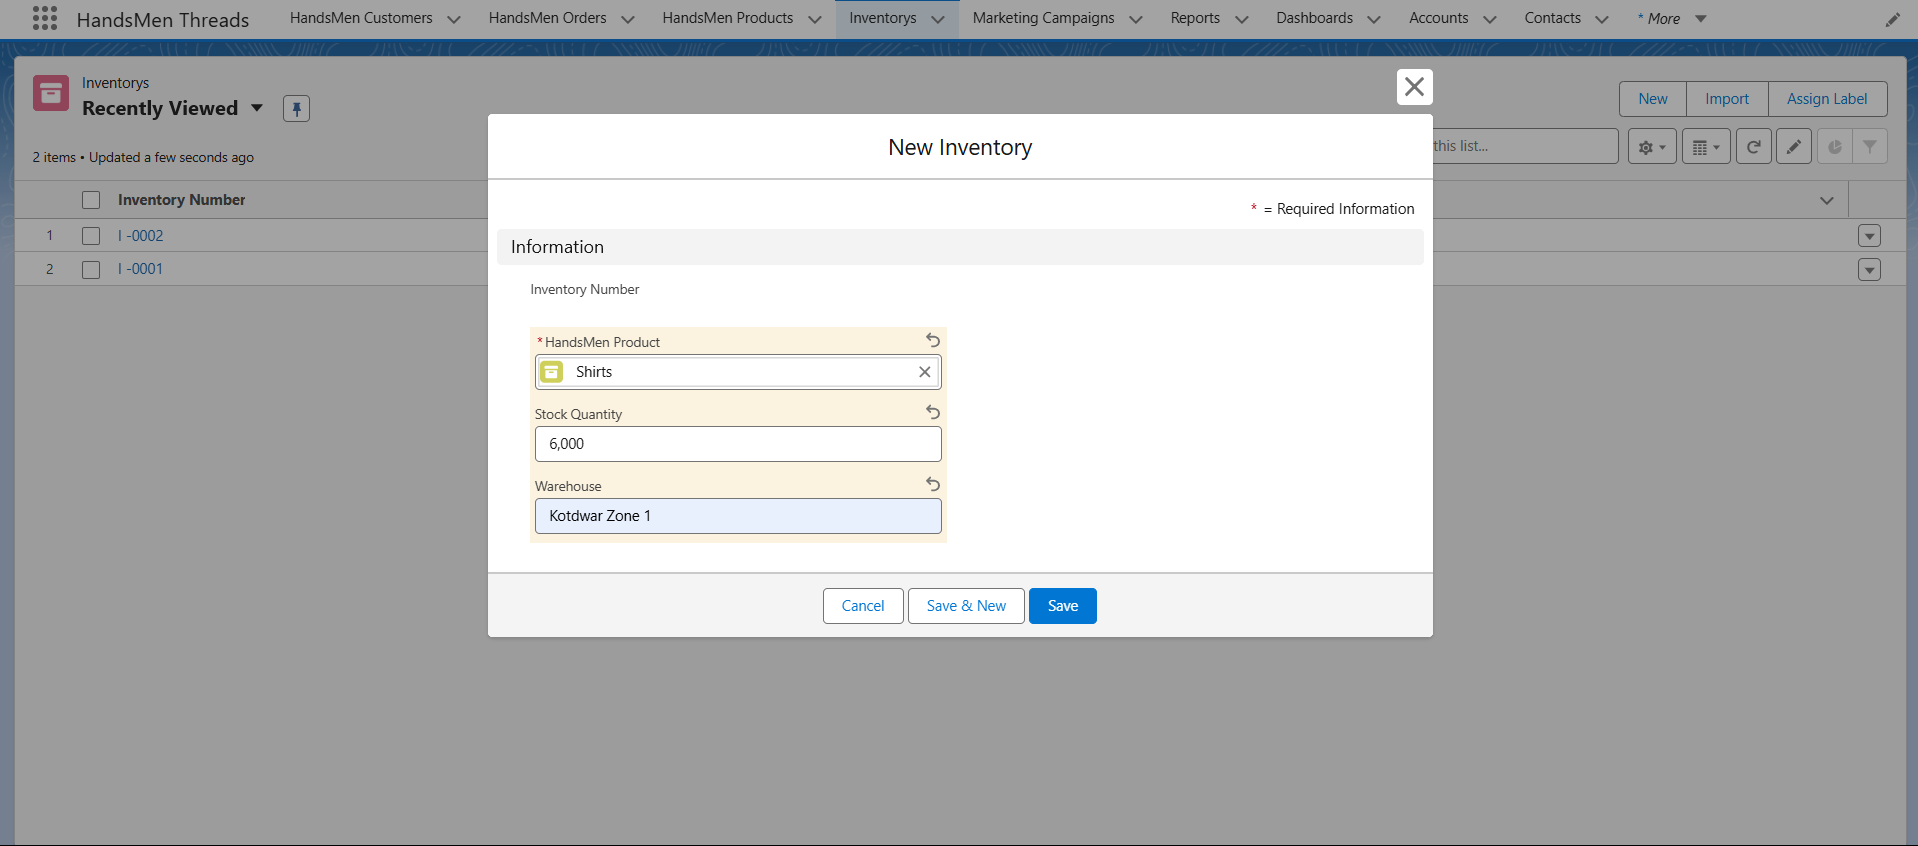 HandsMen Threads HandsMen Customers HandsMen Orders HandsMen Products Inventorys Marketing Campaigns Reports Dashboards Accounts Contacts * More
Inventorys
Recently Viewed
New Import Assign Label
2 items • Updated a few seconds ago
this list...
Inventory Number
1 I -0002
2 I -0001
New Inventory
* = Required Information
Information
Inventory Number
*HandsMen Product
Shirts
Stock Quantity
6,000
Warehouse
Kotdwar Zone 1
Cancel Save & New Save